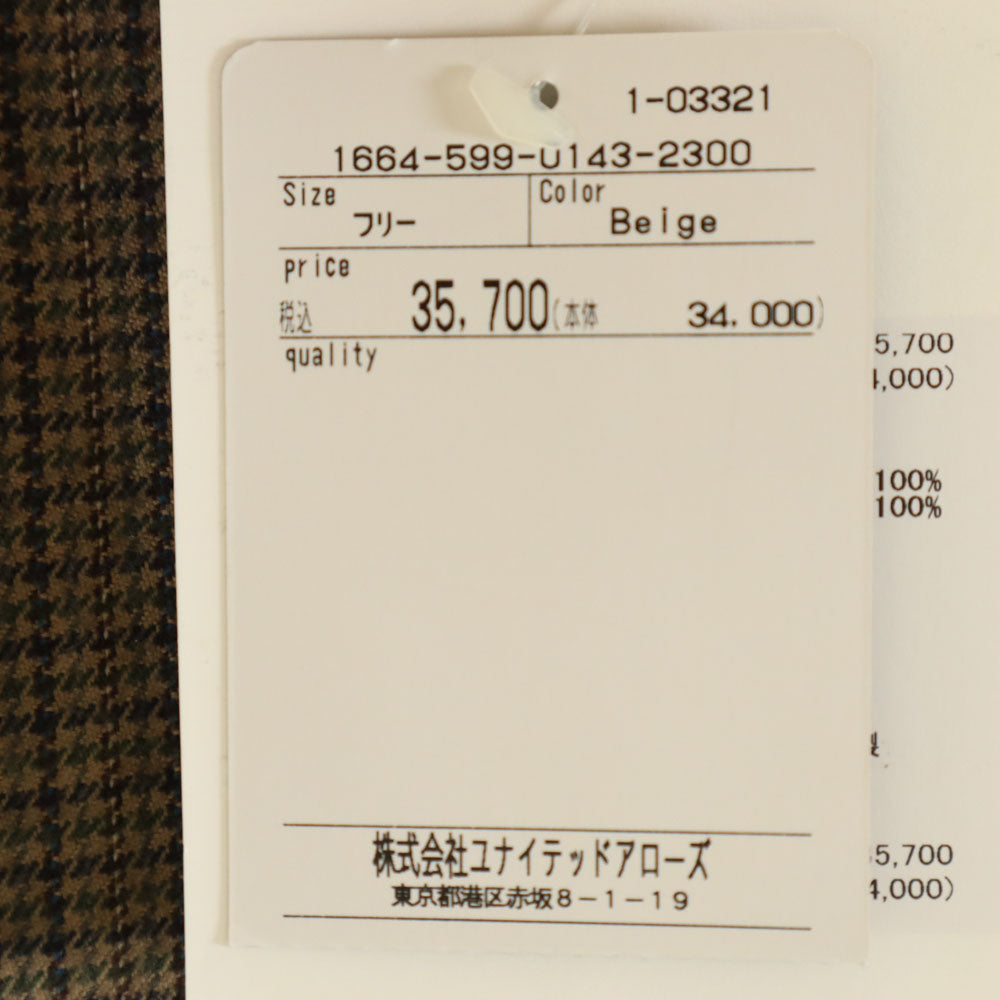 1-03321
1664-599-0143-2300
Size フリー Color Beige
price
税込 35,700(本体 34,000)
quality
株式会社ユナイテッドアローズ
東京都港区赤坂8-1-19
5,700
,000)
100%
100%
製
5,700
4,000)